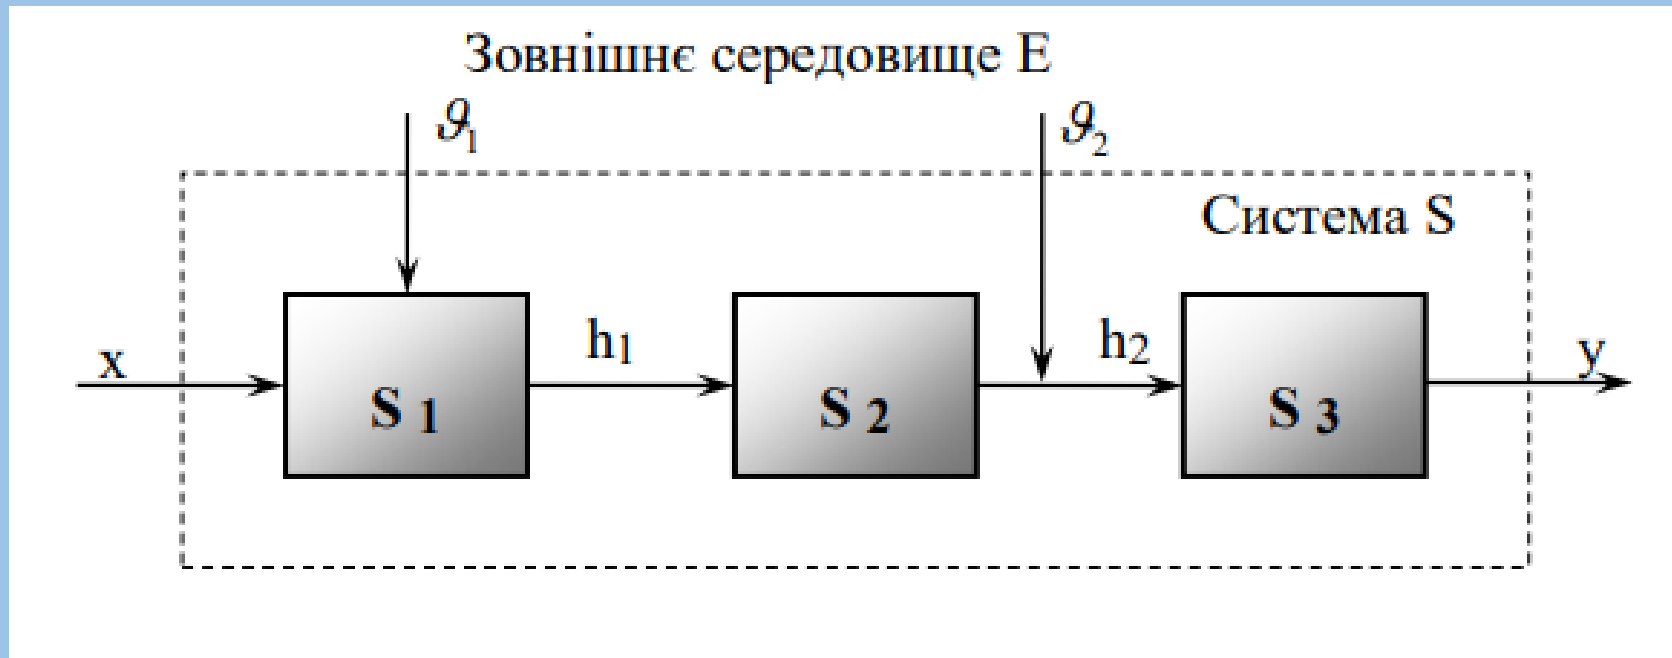 Зовнішнє середовище E
𝜗1
𝜗2
Система S
x
S 1
h1
S 2
h2
S 3
y